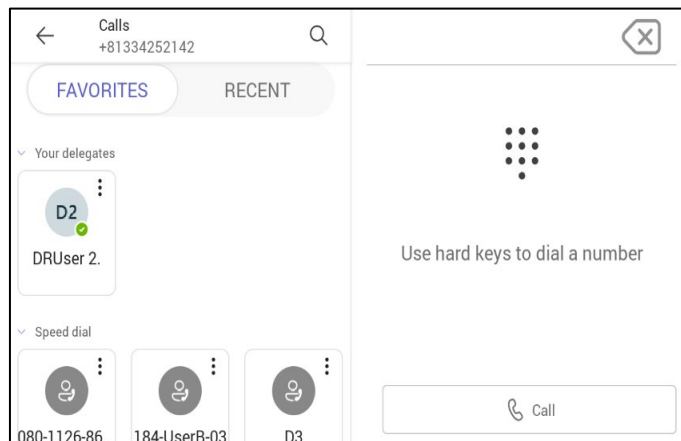 Calls
+81334252142
FAVORITES
RECENT
Your delegates
D2
DRUser 2.
Speed dial
080-1126-86
184-UserB-03
D3
Use hard keys to dial a number
Call